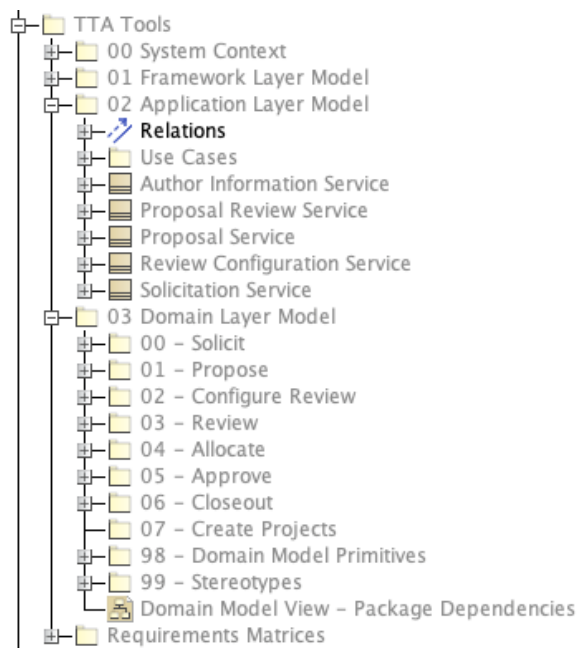 TTA Tools
00 System Context
01 Framework Layer Model
02 Application Layer Model
Relations
Use Cases
Author Information Service
Proposal Review Service
Proposal Service
Review Configuration Service
Solicitation Service
03 Domain Layer Model
00 – Solicit
01 – Propose
02 – Configure Review
03 – Review
04 – Allocate
05 – Approve
06 – Closeout
07 – Create Projects
98 – Domain Model Primitives
99 – Stereotypes
Domain Model View – Package Dependencies
Requirements Matrices